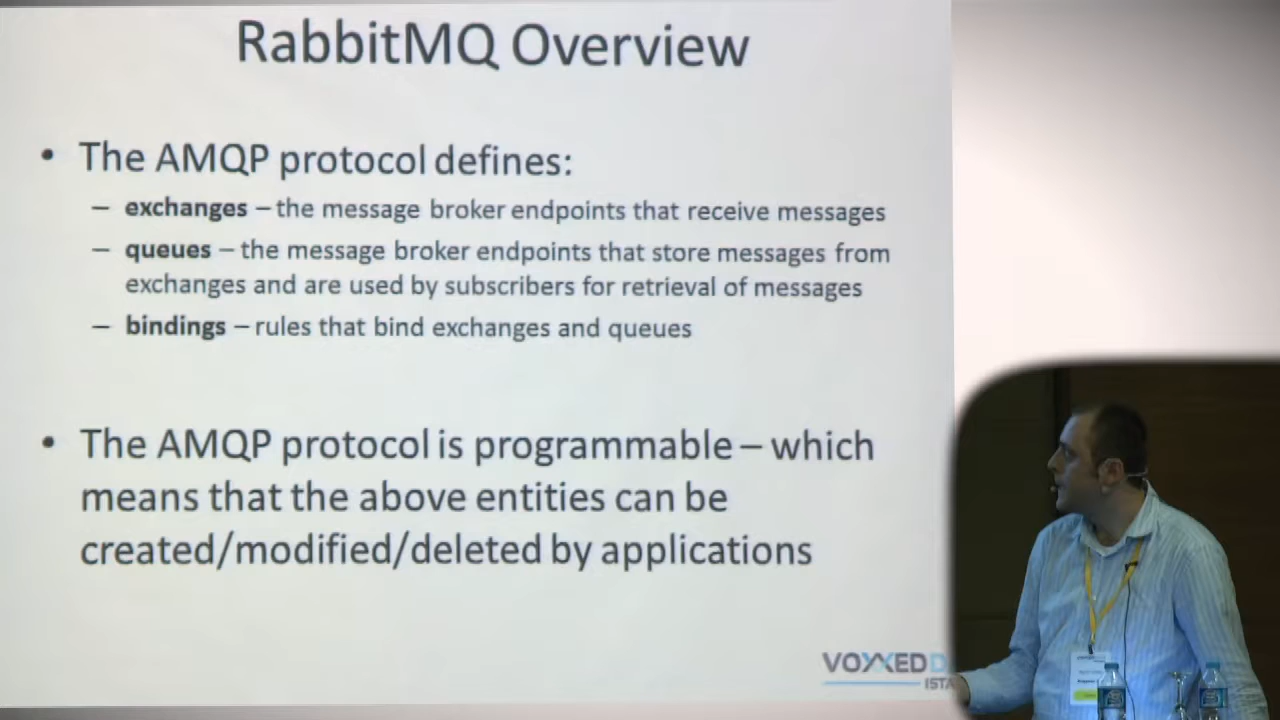 RabbitMQ Overview
• The AMQP protocol defines:
– exchanges – the message broker endpoints that receive messages
– queues – the message broker endpoints that store messages from
exchanges and are used by subscribers for retrieval of messages
– bindings – rules that bind exchanges and queues
• The AMQP protocol is programmable – which
means that the above entities can be
created/modified/deleted by applications
VOXXED D
ISTA